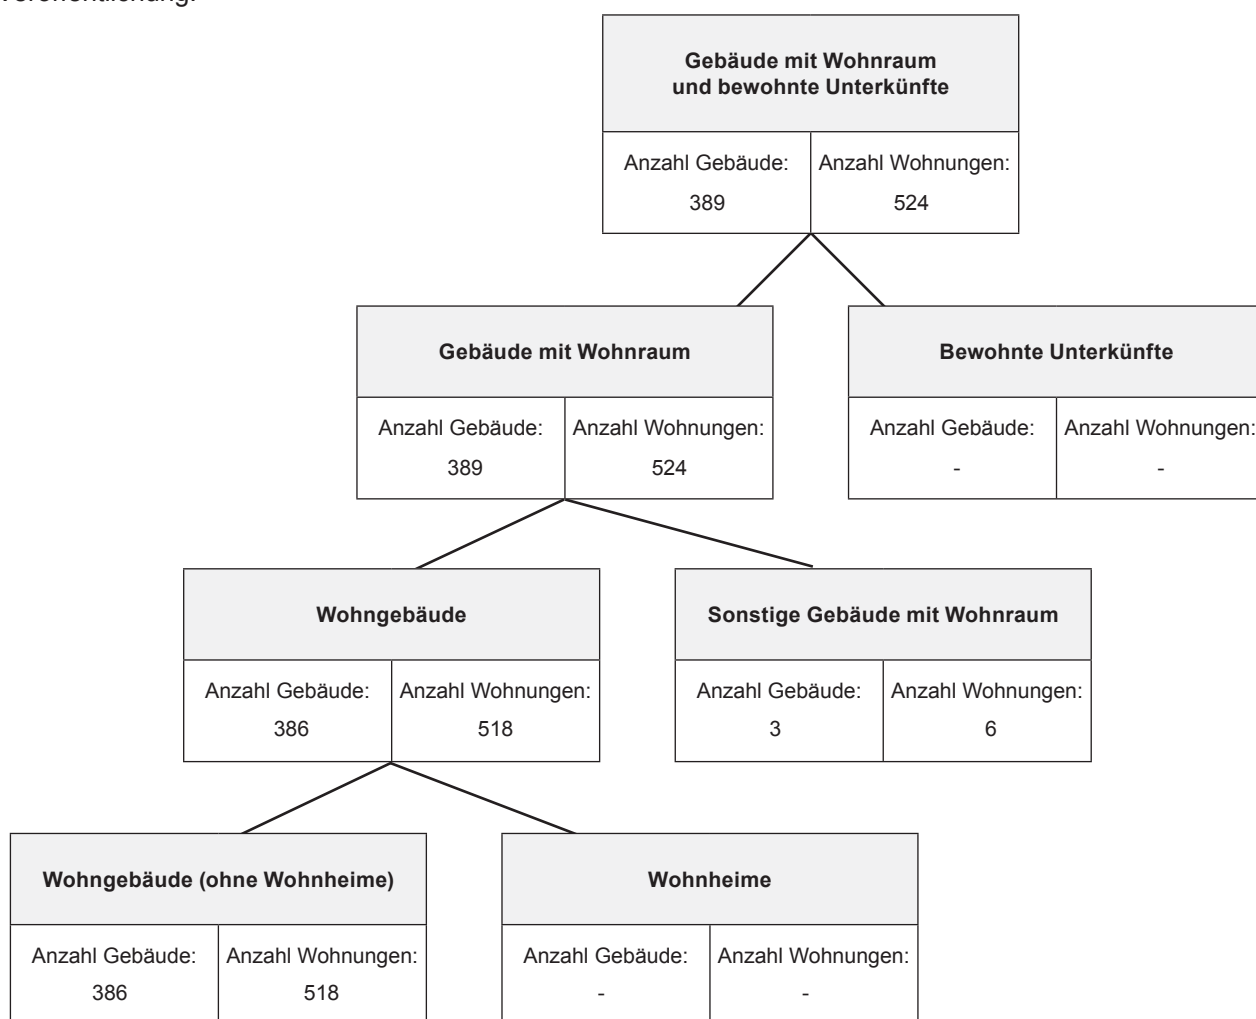 Veröffentlichung.
Gebäude mit Wohnraum
und bewohnte Unterkünfte
Anzahl Gebäude:
389
Anzahl Wohnungen:
524
Gebäude mit Wohnraum
Anzahl Gebäude:
389
Anzahl Wohnungen:
524
Bewohnte Unterkünfte
Anzahl Gebäude:
-
Anzahl Wohnungen:
-
Wohngebäude
Anzahl Gebäude:
386
Anzahl Wohnungen:
518
Sonstige Gebäude mit Wohnraum
Anzahl Gebäude:
3
Anzahl Wohnungen:
6
Wohngebäude (ohne Wohnheime)
Anzahl Gebäude:
386
Anzahl Wohnungen:
518
Wohnheime
Anzahl Gebäude:
-
Anzahl Wohnungen:
-